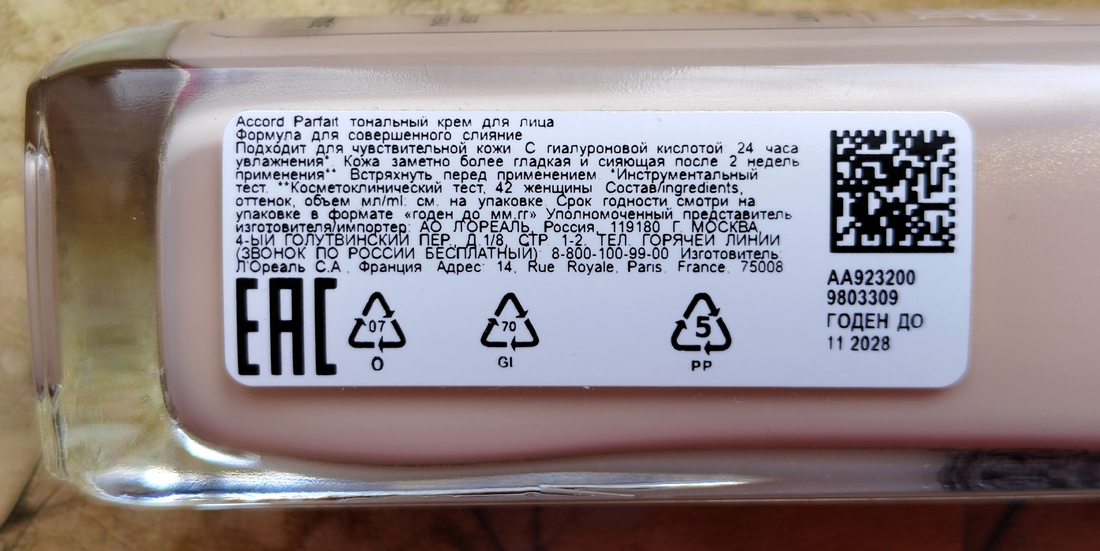 Accord Parfait тональный крем для лица
Формула для совершенного слияние
Подходит для чувствительной кожи С гиалуроновой кислотой 24 часа
увлажнения*. Кожа заметно более гладкая и сияющая после 2 недель
применения** Встряхнуть перед применением *Инструментальный
тест. **Косметоклинический тест, 42 женщины Состав/ingredients,
оттенок, объем мл/ml: см. на упаковке. Срок годности смотри на
упаковке в формате «годен до мм.гг» Уполномоченный представитель
изготовителя/импортер: АО Л'ОРЕАЛЬ, Россия, 119180 Г. МОСКВА,
4-ЫЙ ГОЛУТВИНСКИЙ ПЕР., Д.1/8, СТР. 1-2, ТЕЛ. ГОРЯЧЕЙ ЛИНИИ
(ЗВОНОК ПО РОССИИ БЕСПЛАТНЫЙ): 8-800-100-99-00 Изготовитель:
Л'Ореаль С.А., Франция Адрес: 14, Rue Royale, Paris, France, 75008
EAC
07
O
70
Gl
5
PP
AA923200
9803309
ГОДЕН ДО
11 2028